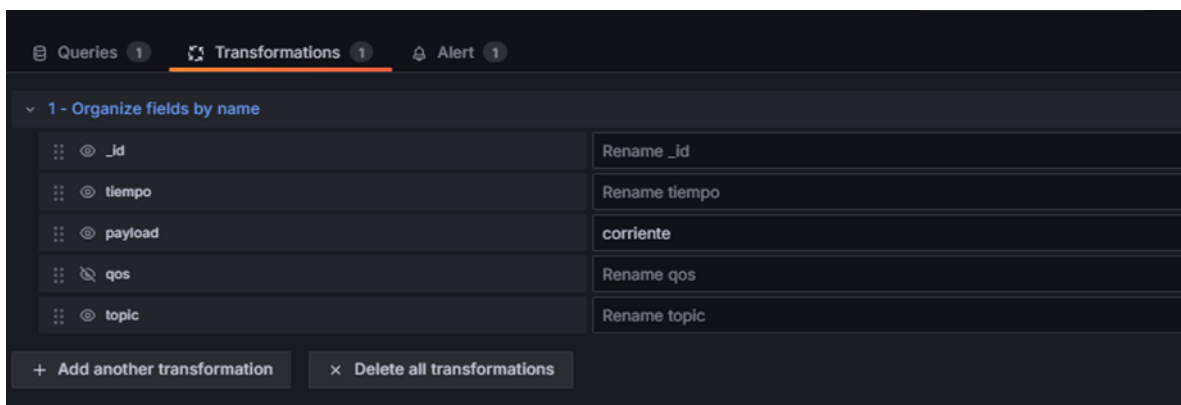 Queries 1 Transformations 1 Alert 1
1 - Organize fields by name
_id Rename _id
tiempo Rename tiempo
payload corriente
qos Rename qos
topic Rename topic
+ Add another transformation × Delete all transformations